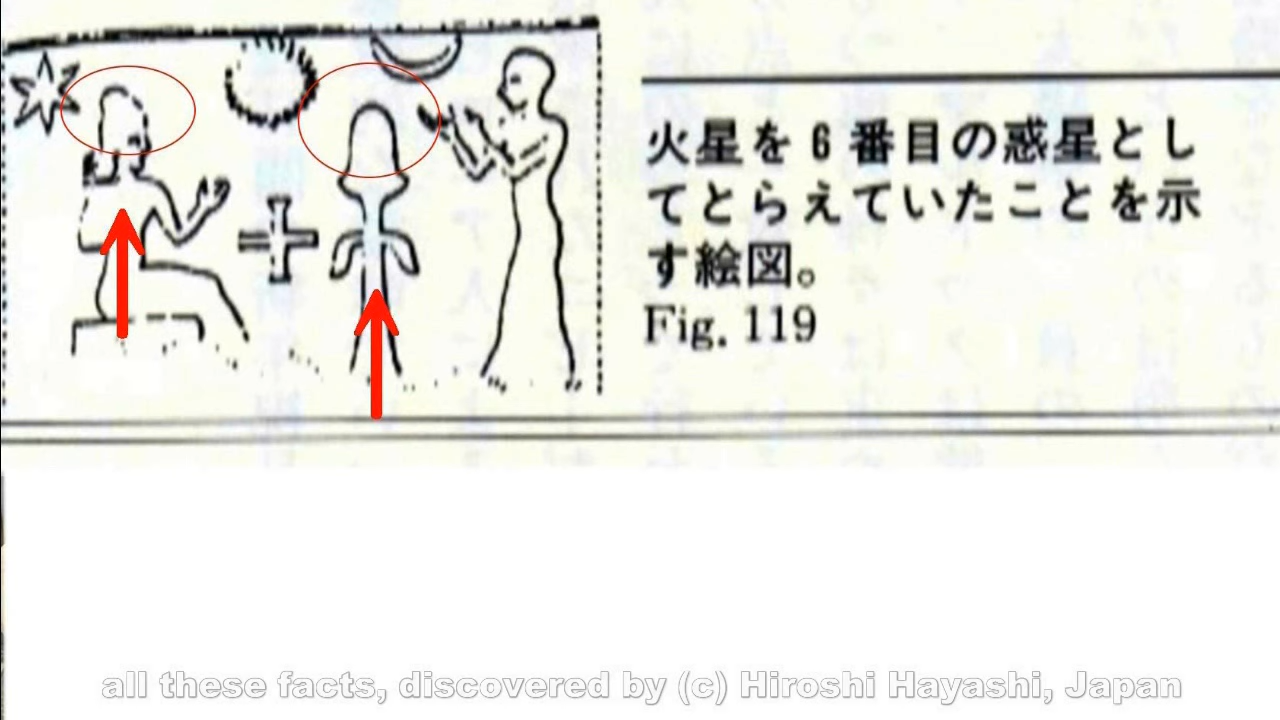 火星を6番目の惑星とし
てとらえていたことを示
す絵図。
Fig. 119
all these facts, discovered by (c) Hiroshi Hayashi, Japan